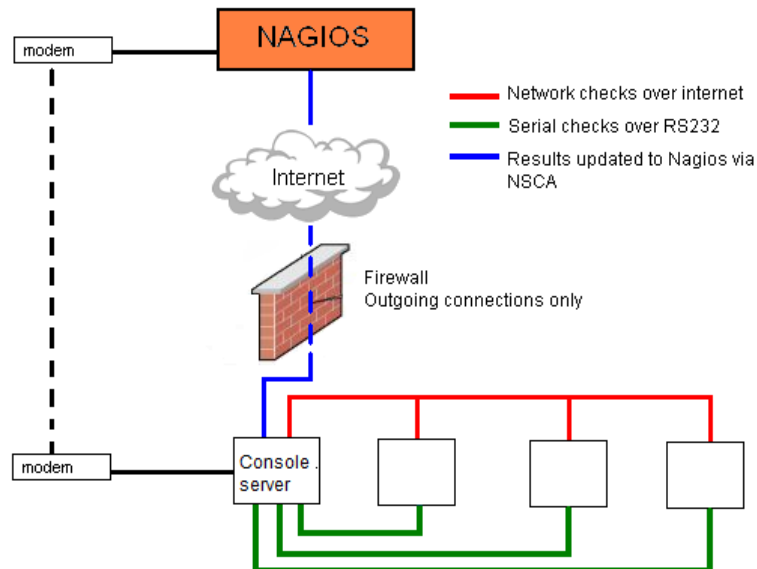 NAGIOS
modem
Network checks over internet
Serial checks over RS232
Results updated to Nagios via
NSCA
Internet
Firewall
Outgoing connections only
modem
Console .
server